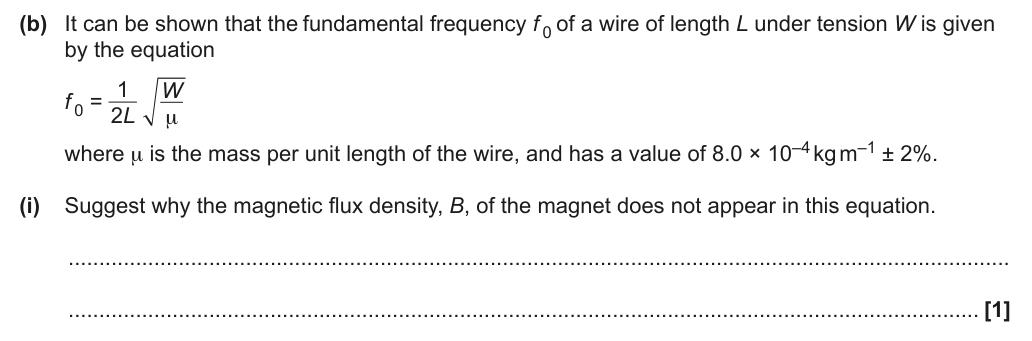 (b) It can be shown that the fundamental frequency f₀ of a wire of length L under tension W is given
by the equation
f₀ = 1/2L √W/μ
where μ is the mass per unit length of the wire, and has a value of 8.0 × 10⁻⁴ kg m⁻¹ ± 2%.
(i) Suggest why the magnetic flux density, B, of the magnet does not appear in this equation.
[1]